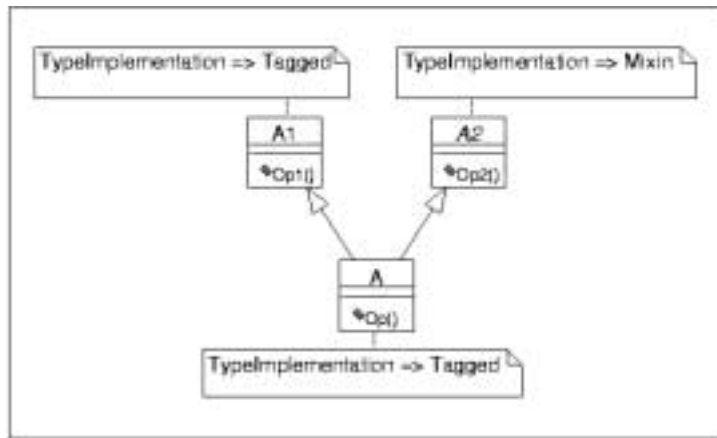 TypeImplementation => Tagged
TypeImplementation => Mixin
A1
A2
Op1()
Op2()
A
Op()
TypeImplementation => Tagged